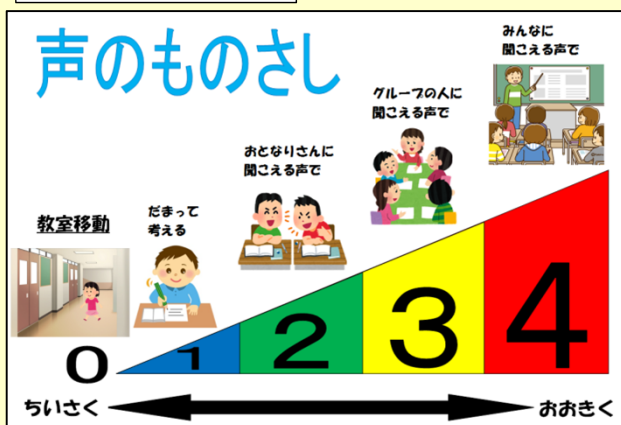 声のものさし
みんなに
聞こえる声で
グループの人に
聞こえる声で
おとなりさんに
聞こえる声で
だまって
考える
教室移動
0
1
2
3
4
ちいさく
おおきく